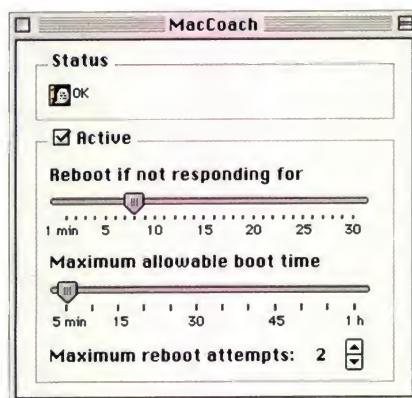 MacCoach
Status
OK
Active
Reboot if not responding for
1 min 5 10 15 20 25 30
Maximum allowable boot time
5 min 15 30 45 1 h
Maximum reboot attempts: 2